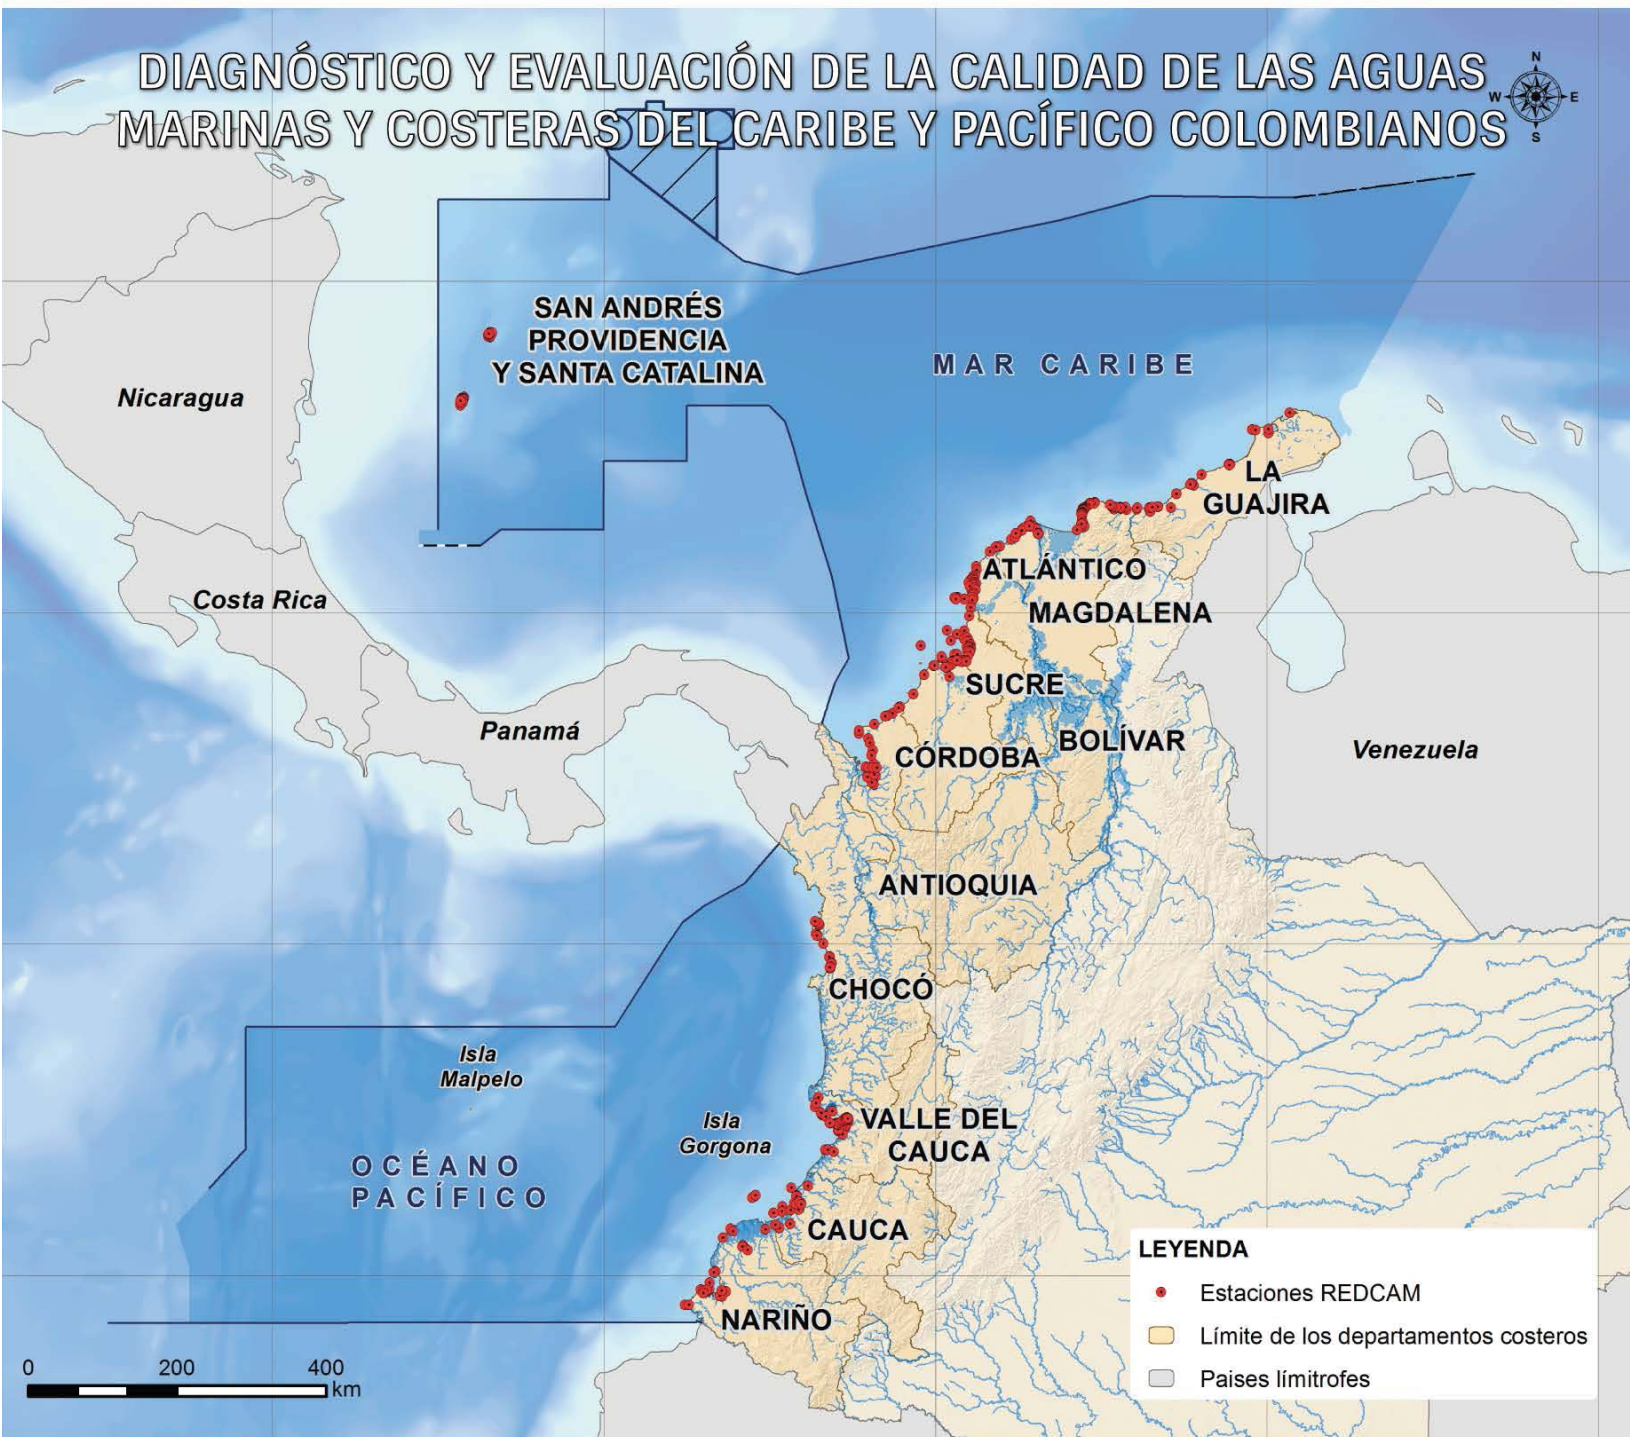 DIAGNÓSTICO Y EVALUACIÓN DE LA CALIDAD DE LAS AGUAS
MARINAS Y COSTERAS DEL CARIBE Y PACÍFICO COLOMBIANOS
N
W
E
S
SAN ANDRÉS
PROVIDENCIA
Y SANTA CATALINA
MAR CARIBE
Nicaragua
LA
GUAJIRA
ATLÁNTICO
Costa Rica
MAGDALENA
SUCRE
Panamá
BOLÍVAR
CÓRDOBA
Venezuela
ANTIOQUIA
CHOCÓ
Isla
Malpelo
Isla
Gorgona
VALLE DEL
CAUCA
OCÉANO
PACÍFICO
CAUCA
NARIÑO
LEYENDA
Estaciones REDCAM
Límite de los departamentos costeros
Paises límitrofes
0 200 400
km